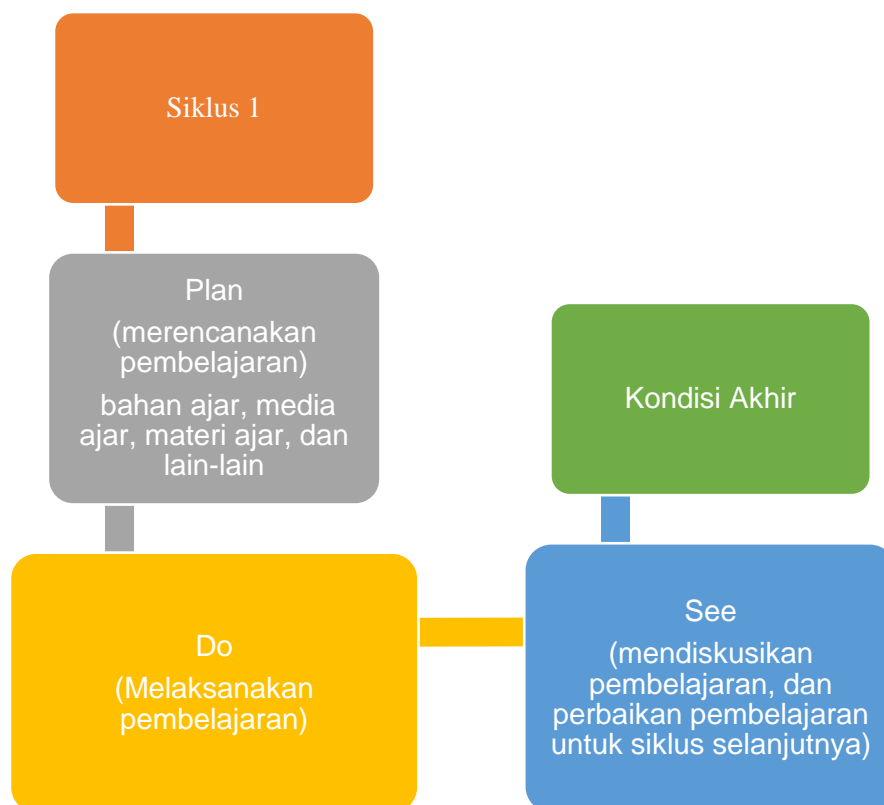 Siklus 1
Plan
(merencanakan
pembelajaran)
bahan ajar, media
ajar, materi ajar, dan
lain-lain
Do
(Melaksanakan
pembelajaran)
See
(mendiskusikan
pembelajaran, dan
perbaikan pembelajaran
untuk siklus selanjutnya)
Kondisi Akhir